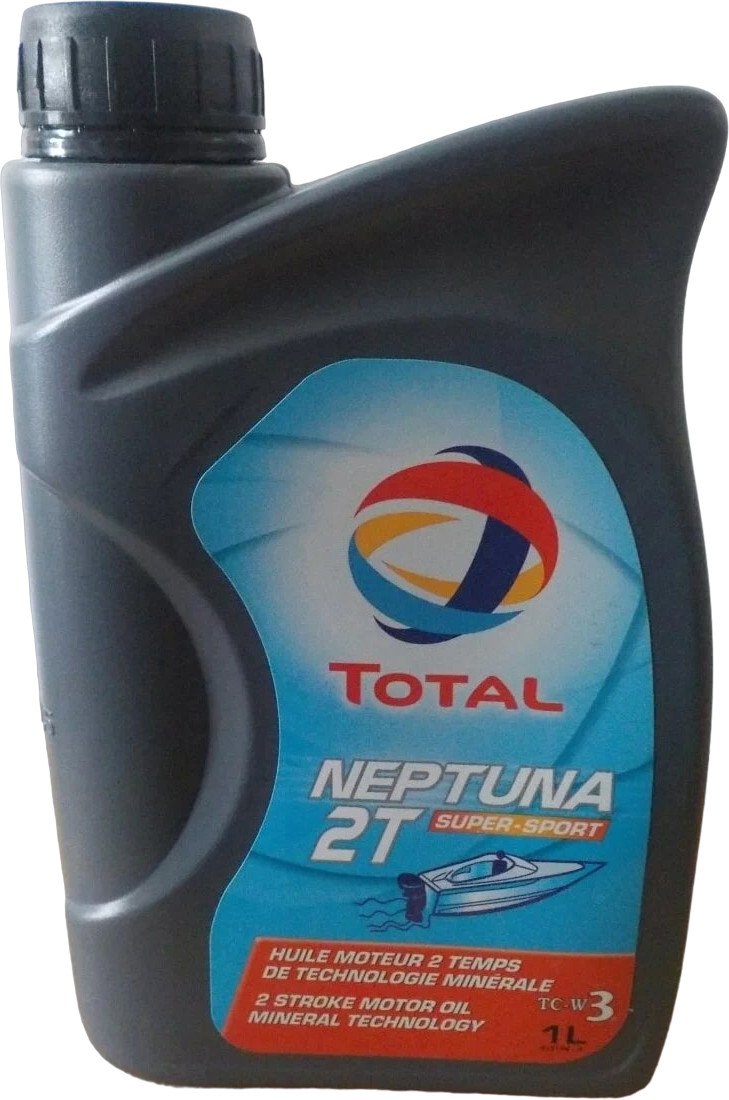 TOTAL
NEPTUNA
2T SUPER-SPORT
HUILE MOTEUR 2 TEMPS
DE TECHNOLOGIE MINÉRALE
2 STROKE MOTOR OIL
MINERAL TECHNOLOGY
TC-W3
1L